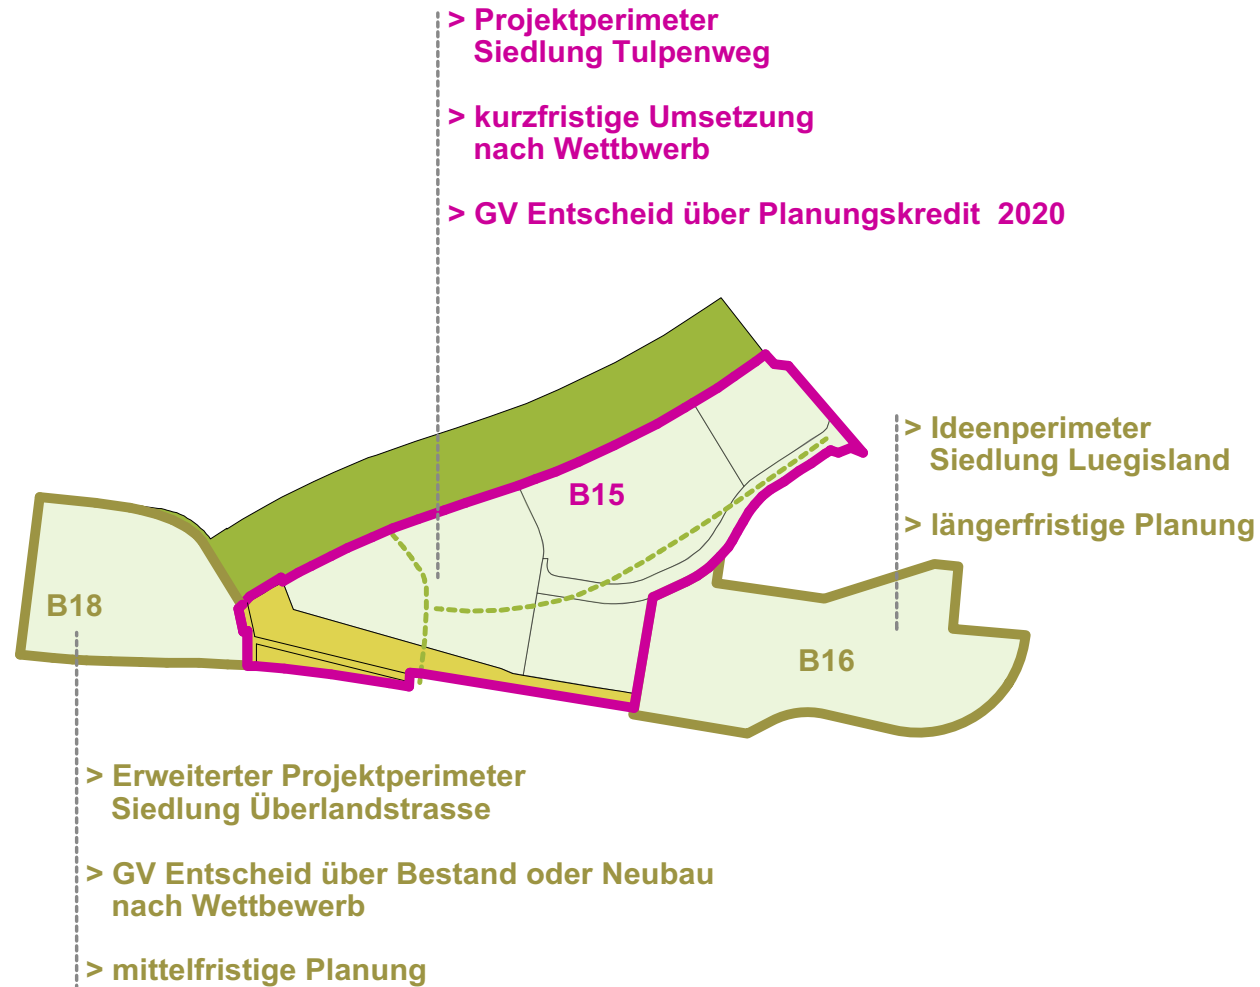 > Projektperimeter
Siedlung Tulpenweg
> kurzfristige Umsetzung
nach Wettbwerb
> GV Entscheid über Planungskredit 2020
B15
> Ideenperimeter
Siedlung Luegisland
> längerfristige Planung
B18
B16
> Erweiterter Projektperimeter
Siedlung Überlandstrasse
> GV Entscheid über Bestand oder Neubau
nach Wettbewerb
> mittelfristige Planung